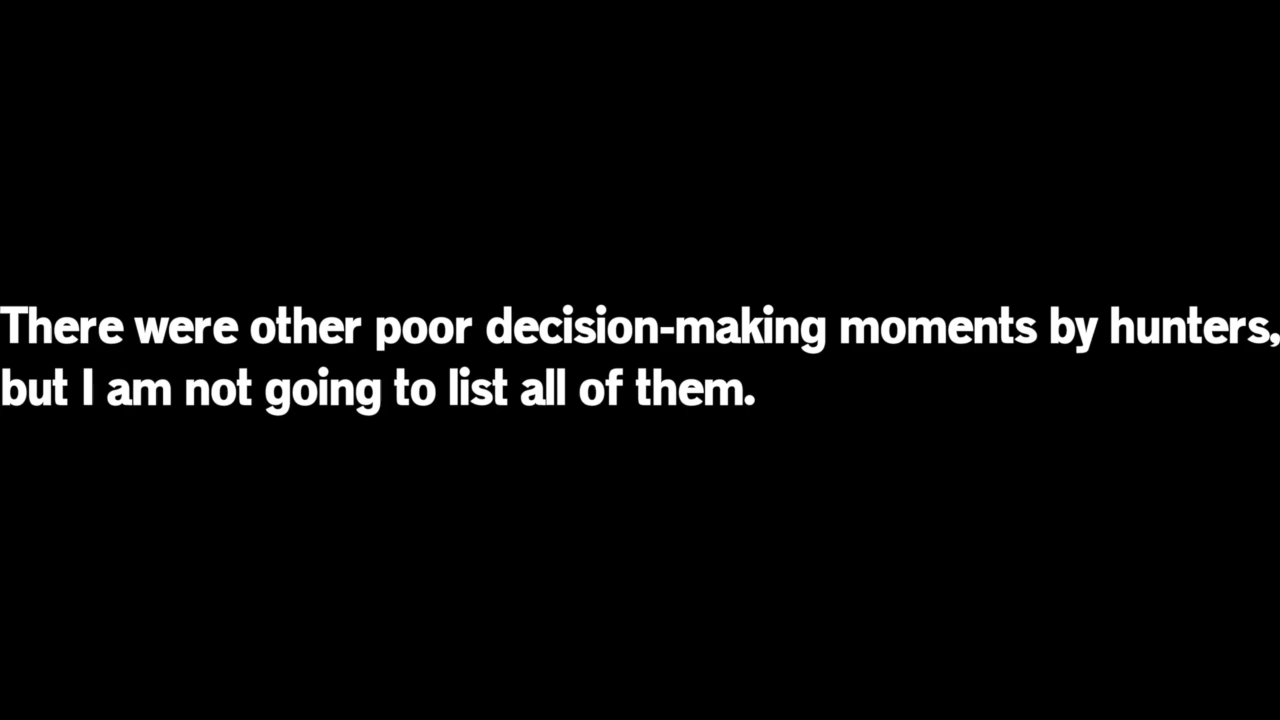 There were other poor decision-making moments by hunters,
but I am not going to list all of them.